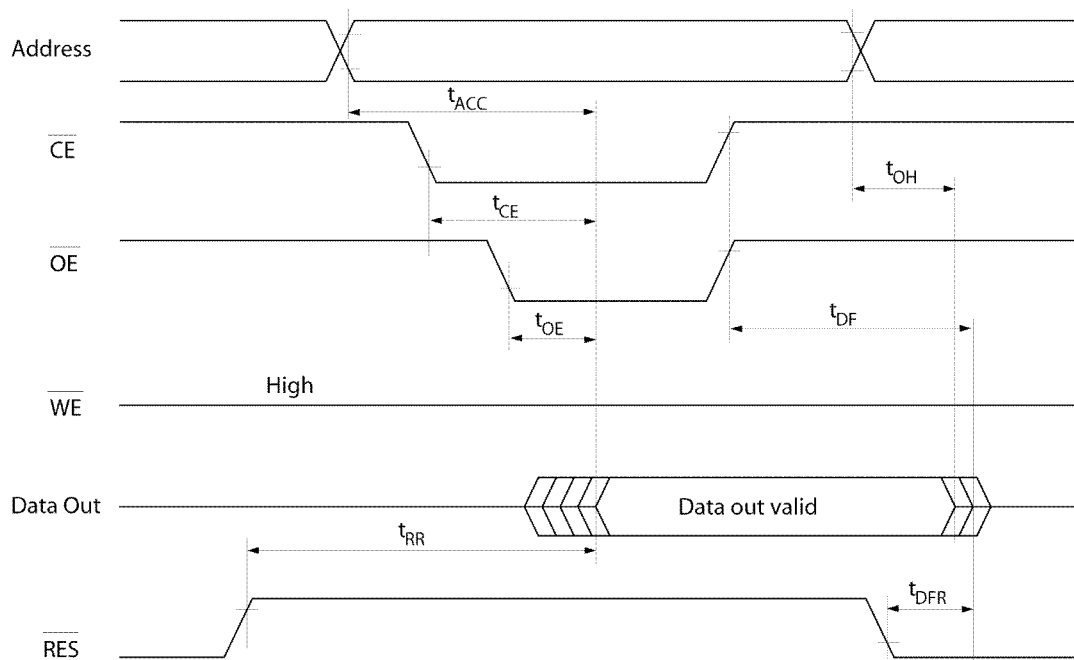 Address
tACC
CE
tOH
tCE
OE
tDF
tOE
High
WE
Data Out
Data out valid
tRR
tDFR
RES